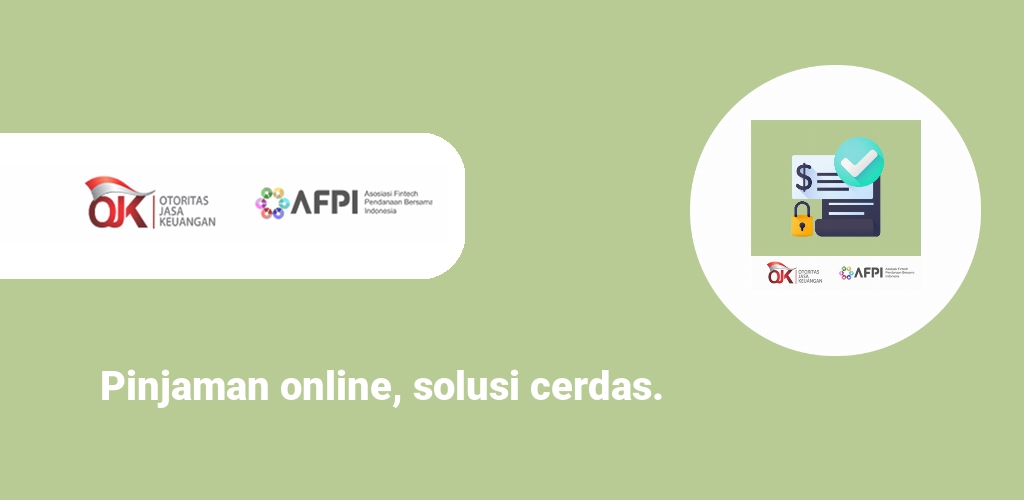 OJK
OTORITAS
JASA
KEUANGAN
AFPI
Asosiasi Fintech
Pendanaan Bersama
Indonesia
$
OJK
OTORITAS
JASA
KEUANGAN
AFPI
Asosiasi Fintech
Pendanaan Bersama
Indonesia
Pinjaman online, solusi cerdas.